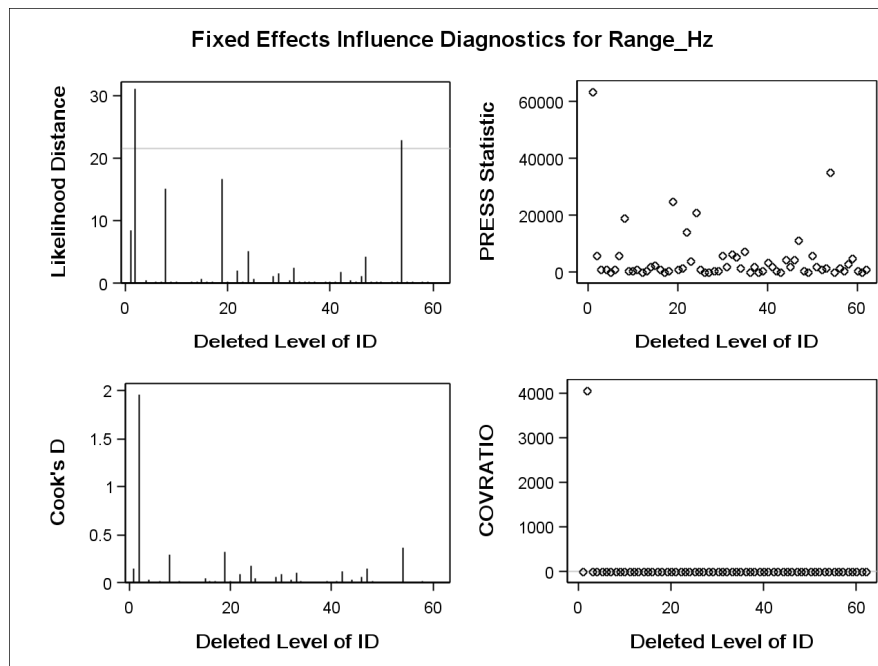 Fixed Effects Influence Diagnostics for Range_Hz
Likelihood Distance
30
20
10
0
0 20 40 60
Deleted Level of ID
PRESS Statistic
60000
40000
20000
0
0 20 40 60
Deleted Level of ID
Cook's D
2
1.5
1
0.5
0
0 20 40 60
Deleted Level of ID
COVRATIO
4000
3000
2000
1000
0
0 20 40 60
Deleted Level of ID